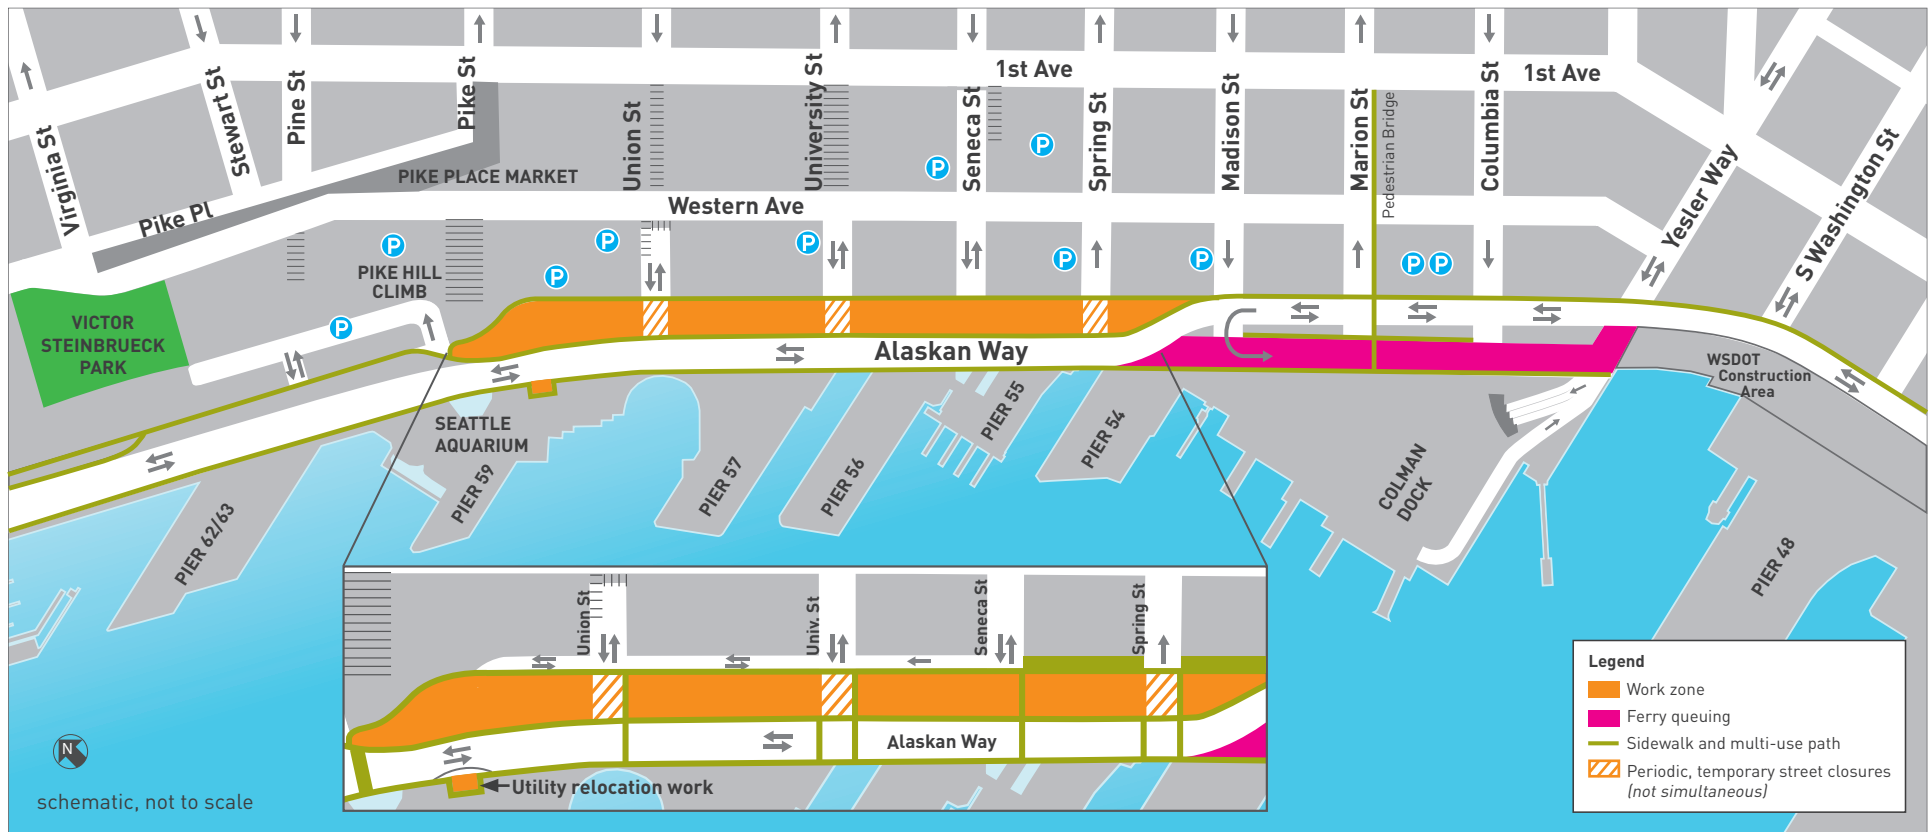 1st Ave
1st Ave
Virginia St
Stewart St
Pine St
Pike St
Union St
University St
Seneca St
Spring St
Madison St
Marion St
Pedestrian Bridge
Columbia St
Yesler Way
S Washington St
P
P
PIKE PLACE MARKET
Pike Pl
Western Ave
P
P
P
P
P
P
P
P
PIKE HILL
CLIMB
P
VICTOR
STEINBRUECK
PARK
Alaskan Way
WSDOT
Construction
Area
SEATTLE
AQUARIUM
PIER 62/63
PIER 59
PIER 57
PIER 56
PIER 55
PIER 54
COLMAN
DOCK
PIER 48
Union St
Univ. St
Seneca St
Spring St
Alaskan Way
Utility relocation work
N
schematic, not to scale
Legend
Work zone
Ferry queuing
Sidewalk and multi-use path
Periodic, temporary street closures
(not simultaneous)